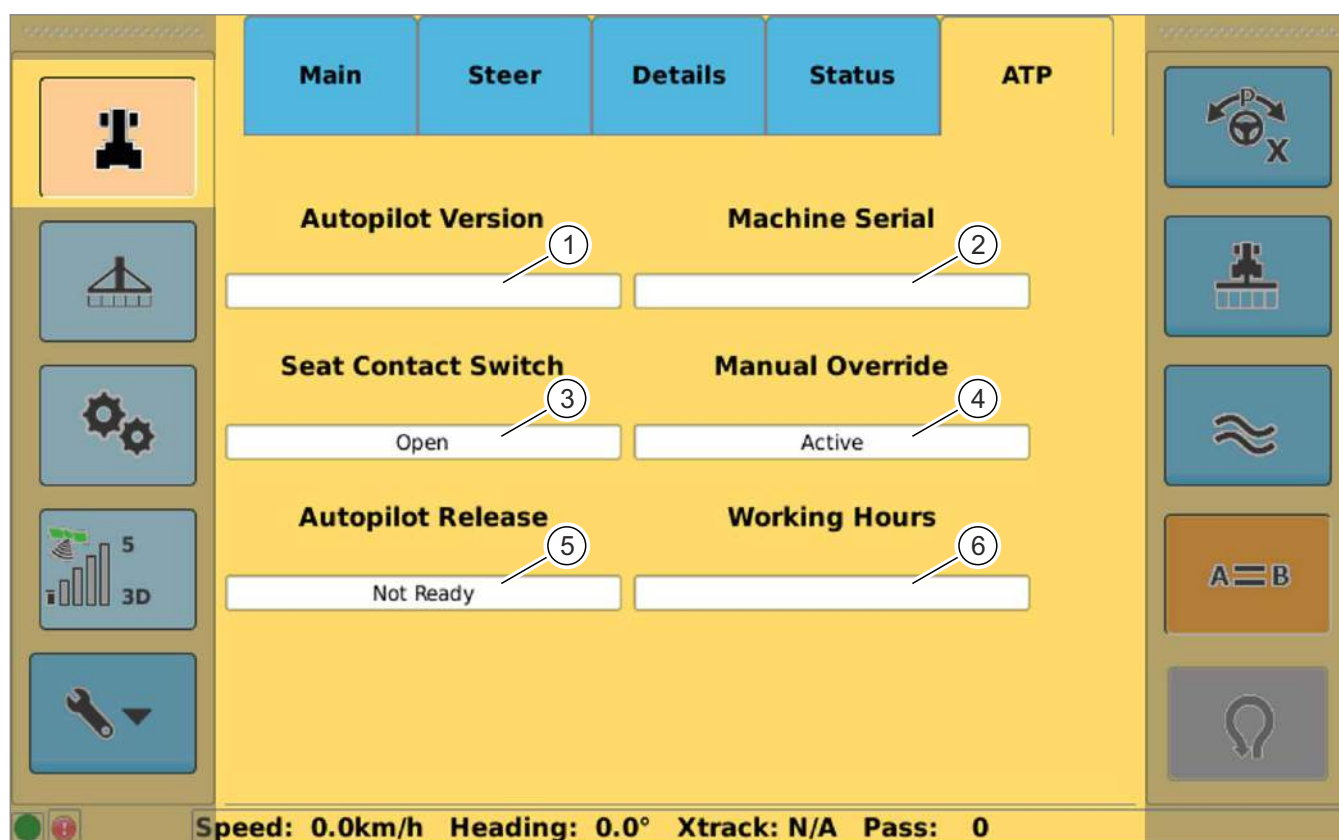 Main Steer Details Status ATP
P
X
Autopilot Version Machine Serial
1 2
Seat Contact Switch Manual Override
3 4
Open Active
5
3D
Autopilot Release Working Hours
5 6
A B
Not Ready
Speed: 0.0km/h Heading: 0.0° Xtrack: N/A Pass: 0